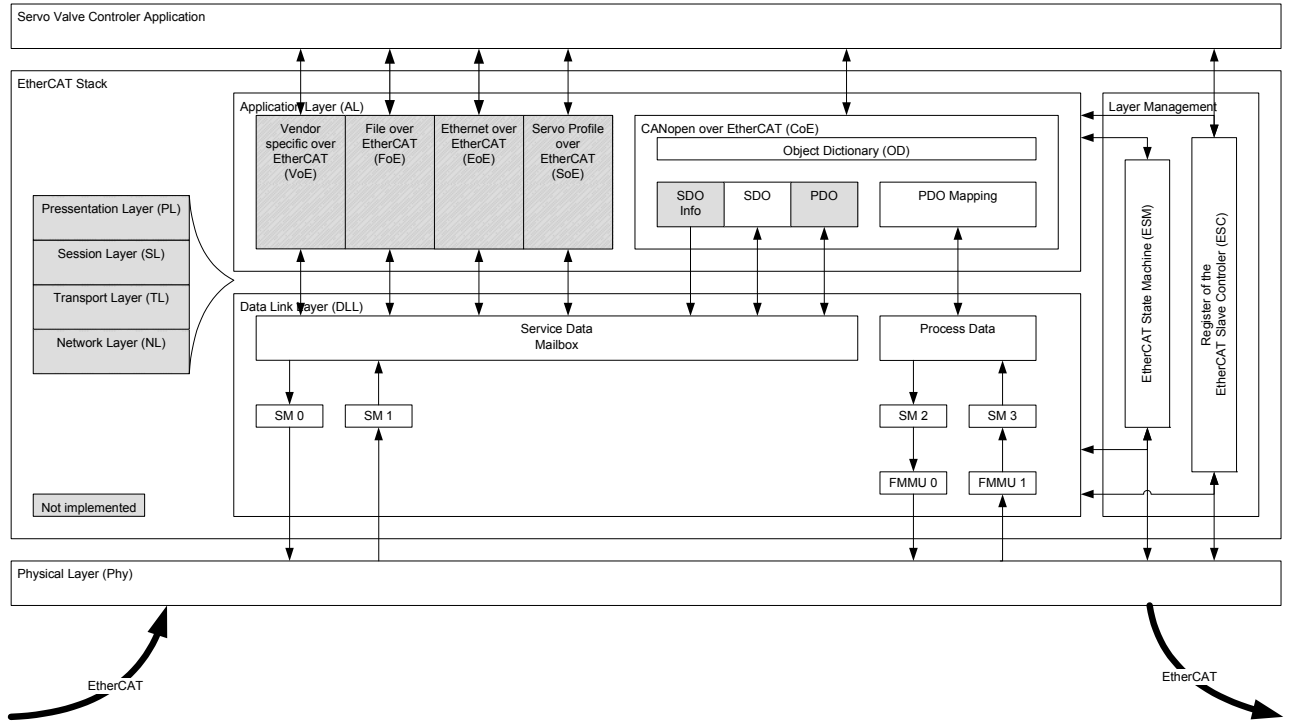 Servo Valve Controler Application
EtherCAT Stack
Application Layer (AL)
Layer Management
Vendor
specific over
EtherCAT
(VoE)
File over
EtherCAT
(FoE)
Ethernet over
EtherCAT
(EoE)
Servo Profile
over
EtherCAT
(SoE)
CANopen over EtherCAT (CoE)
Object Dictionary (OD)
SDO
Info
SDO
PDO
PDO Mapping
Pressentation Layer (PL)
Session Layer (SL)
Transport Layer (TL)
Network Layer (NL)
EtherCAT State Machine (ESM)
Register of the
EtherCAT Slave Controler (ESC)
Data Link Layer (DLL)
Service Data
Mailbox
Process Data
SM 0
SM 1
SM 2
SM 3
FMMU 0
FMMU 1
Not implemented
Physical Layer (Phy)
EtherCAT
EtherCAT